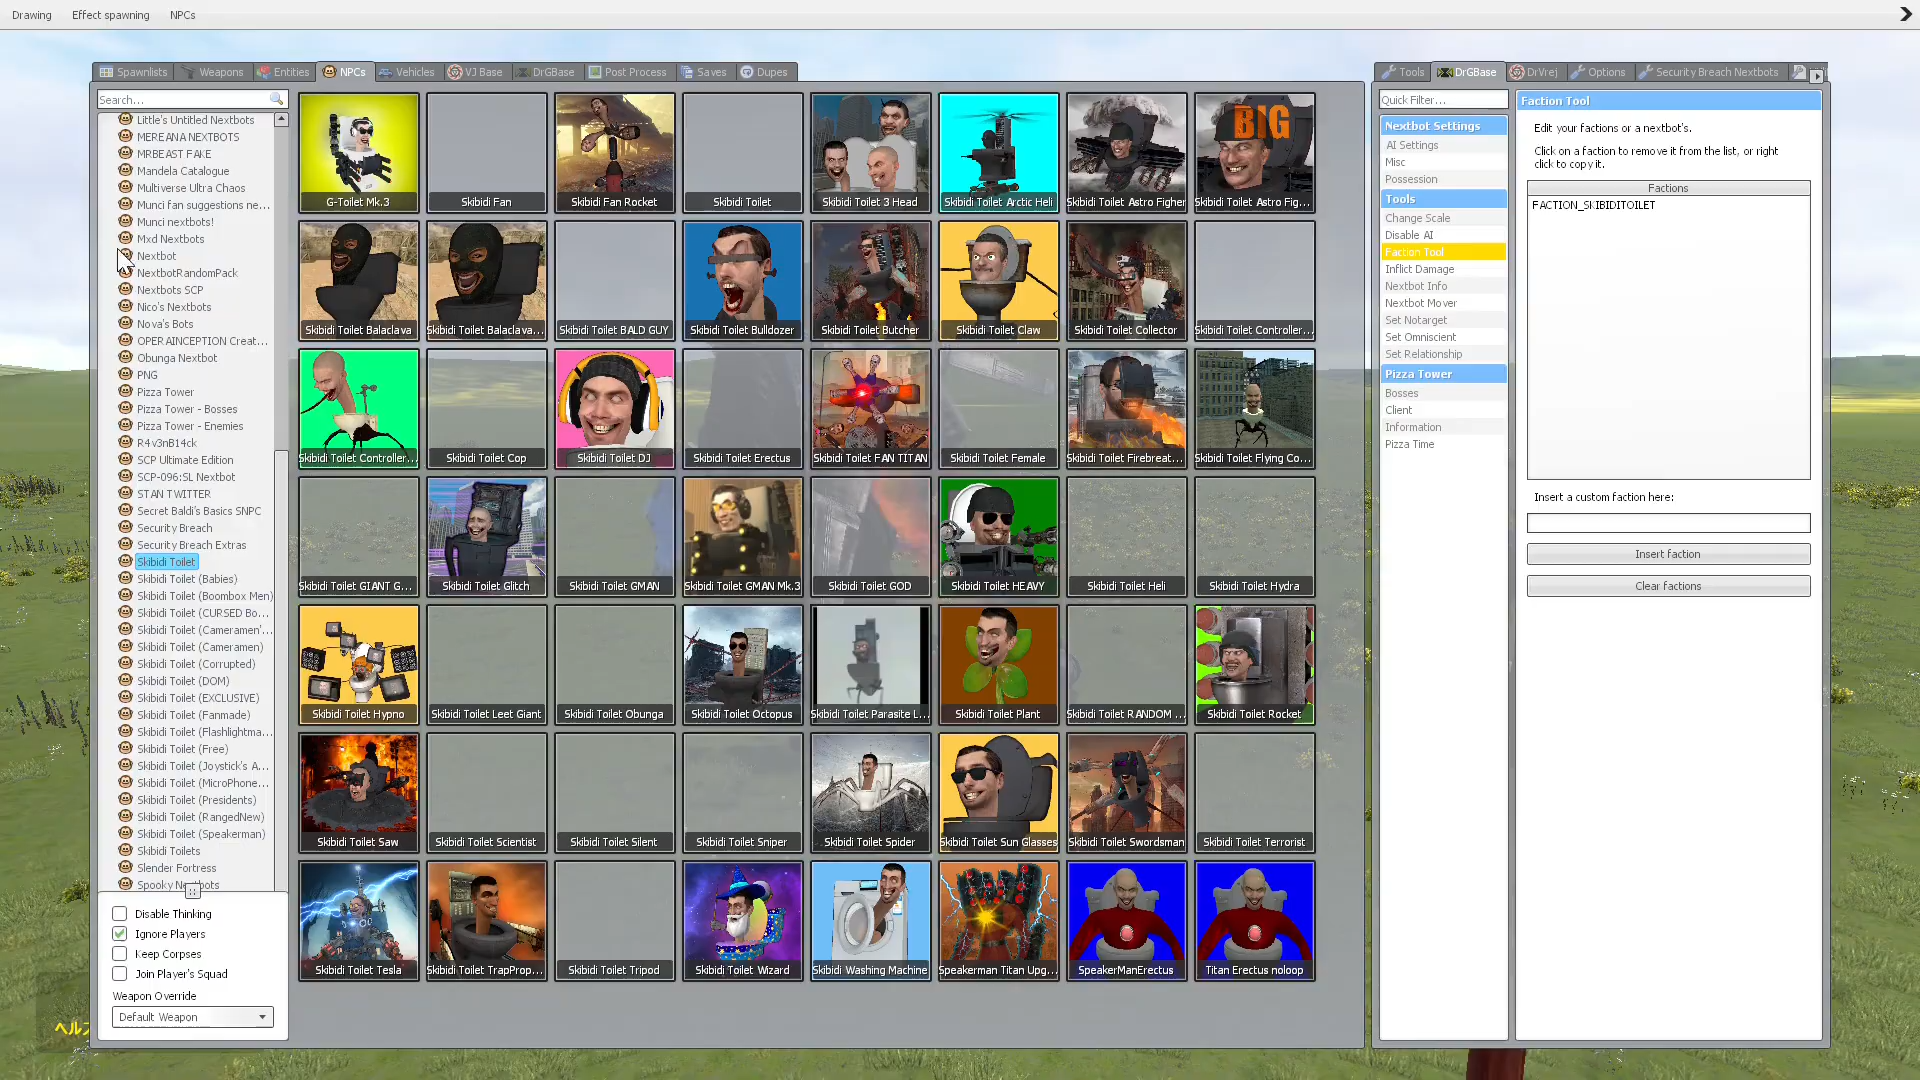 Drawing Effect spawning NPCs
Spawnlists Weapons Entities NPCs Vehicles VJ Base DrGBase Post Process Saves Dupes
Search...
Little's Untitled Nextbots
MEREANA NEXTBOTS
MRBEAST FAKE
Mandela Catalogue
Multiverse Ultra Chaos
Munci fan suggestions ne...
Munci nextbots!
Mxd Nextbots
Nextbot
NextbotRandomPack
Nextbots SCP
Nico's Nextbots
Nova's Bots
OPERAINCEPTION Creat...
Obunga Nextbot
PNG
Pizza Tower
Pizza Tower - Bosses
Pizza Tower - Enemies
R4v3nB14ck
SCP Ultimate Edition
SCP-096:SL Nextbot
STAN TWITTER
Secret Baldi's Basics SNPC
Security Breach
Security Breach Extras
Skibidi Toilet
Skibidi Toilet (Babies)
Skibidi Toilet (Boombox Men)
Skibidi Toilet (CURSED Bo...
Skibidi Toilet (Cameramen'...
Skibidi Toilet (Cameramen)
Skibidi Toilet (Corrupted)
Skibidi Toilet (DOM)
Skibidi Toilet (EXCLUSIVE)
Skibidi Toilet (Fanmade)
Skibidi Toilet (Flashlightma...
Skibidi Toilet (Free)
Skibidi Toilet (Joystick's A...
Skibidi Toilet (MicroPhone...
Skibidi Toilet (Presidents)
Skibidi Toilet (RangedNew)
Skibidi Toilet (Speakerman)
Skibidi Toilets
Slender Fortress
Spooky Nextbots
Disable Thinking
Ignore Players
Keep Corpses
Join Player's Squad
Weapon Override
Default Weapon
G-Toilet Mk.3 Skibidi Fan Skibidi Fan Rocket Skibidi Toilet Skibidi Toilet 3 Head Skibidi Toilet Arctic Heli Skibidi Toilet Astro Figher Skibidi Toilet Astro Fig...
BIG
Skibidi Toilet Balaclava Skibidi Toilet Balaclava... Skibidi Toilet BALD GUY Skibidi Toilet Bulldozer Skibidi Toilet Butcher Skibidi Toilet Claw Skibidi Toilet Collector Skibidi Toilet Controller...
Skibidi Toilet Controller... Skibidi Toilet Cop Skibidi Toilet DJ Skibidi Toilet Erectus Skibidi Toilet FAN TITAN Skibidi Toilet Female Skibidi Toilet Firebreat... Skibidi Toilet Flying Co...
Skibidi Toilet GIANT G... Skibidi Toilet Glitch Skibidi Toilet GMAN Skibidi Toilet GMAN Mk.3 Skibidi Toilet GOD Skibidi Toilet HEAVY Skibidi Toilet Heli Skibidi Toilet Hydra
Skibidi Toilet Hypno Skibidi Toilet Leet Giant Skibidi Toilet Obunga Skibidi Toilet Octopus Skibidi Toilet Parasite L... Skibidi Toilet Plant Skibidi Toilet RANDOM ... Skibidi Toilet Rocket
Skibidi Toilet Saw Skibidi Toilet Scientist Skibidi Toilet Silent Skibidi Toilet Sniper Skibidi Toilet Spider Skibidi Toilet Sun Glasses Skibidi Toilet Swordsman Skibidi Toilet Terrorist
Skibidi Toilet Tesla Skibidi Toilet TrapProp... Skibidi Toilet Tripod Skibidi Toilet Wizard Skibidi Washing Machine Speakerman Titan Upg... SpeakerManErectus Titan Erectus noloop
Tools DrGBase DrVrej Options Security Breach Nextbots
Quick Filter...
Nextbot Settings
AI Settings
Misc
Possession
Tools
Change Scale
Disable AI
Faction Tool
Inflict Damage
Nextbot Info
Nextbot Mover
Set Notarget
Set Omniscient
Set Relationship
Pizza Tower
Bosses
Client
Information
Pizza Time
Faction Tool
Edit your factions or a nextbot's.
Click on a faction to remove it from the list, or right
click to copy it.
Factions
FACTION_SKIBIDITOILET
Insert a custom faction here:
Insert faction
Clear factions
ヘル